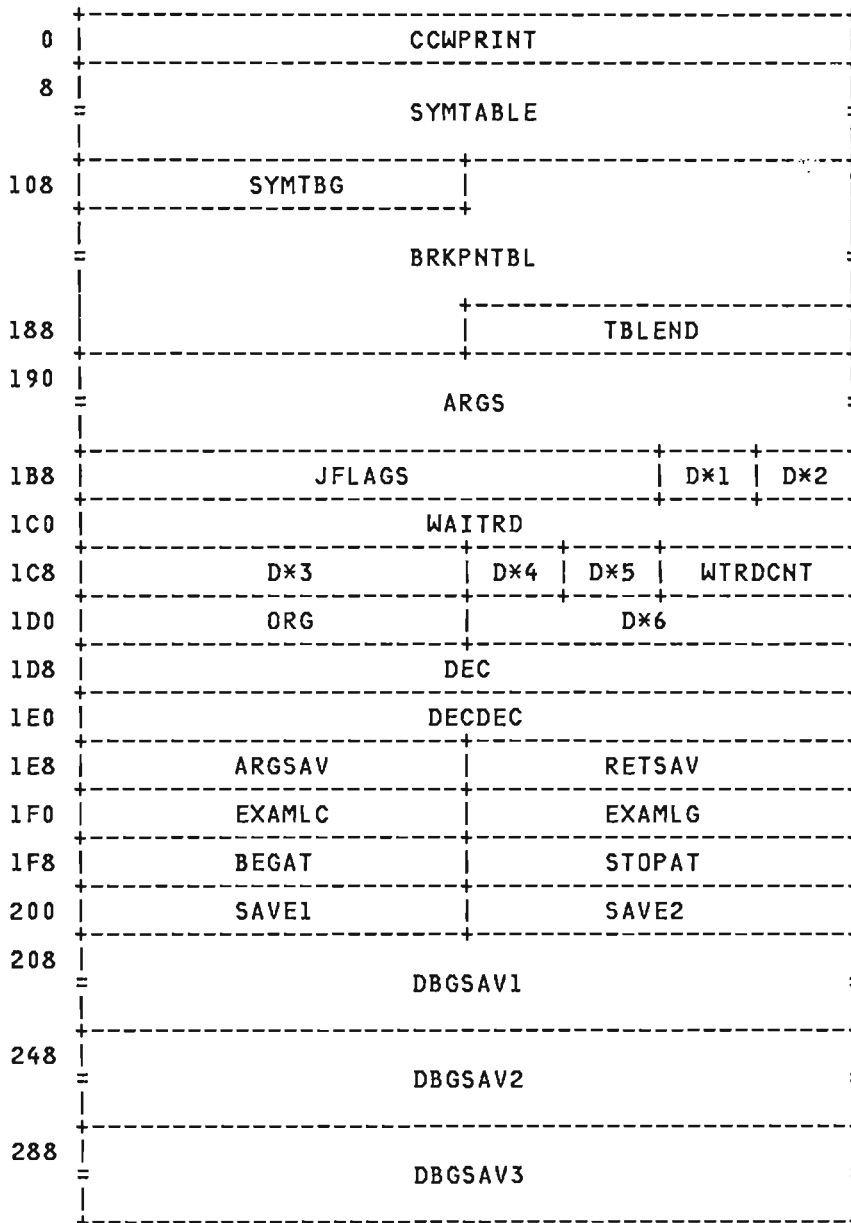 0 CCWPRINT
8
SYMTABLE
108 SYMTBG
BRKPNTBL
188 TBLEND
190
ARGS
1B8 JFLAGS D*1 D*2
1C0 WAITRD
1C8 D*3 D*4 D*5 WTRDCNT
1D0 ORG D*6
1D8 DEC
1E0 DECDEC
1E8 ARGSAV RETSAV
1F0 EXAMLC EXAMLG
1F8 BEGAT STOPAT
200 SAVE1 SAVE2
208
DBGSAV1
248
DBGSAV2
288
DBGSAV3